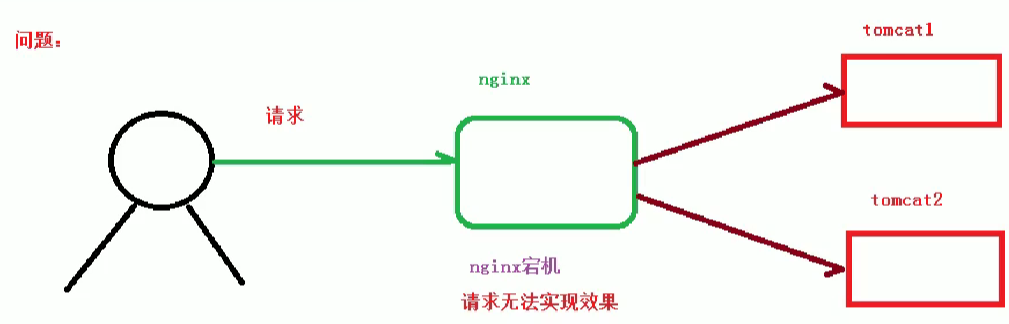 问题：
tomcat1
nginx
请求
tomcat2
nginx宕机
请求无法实现效果